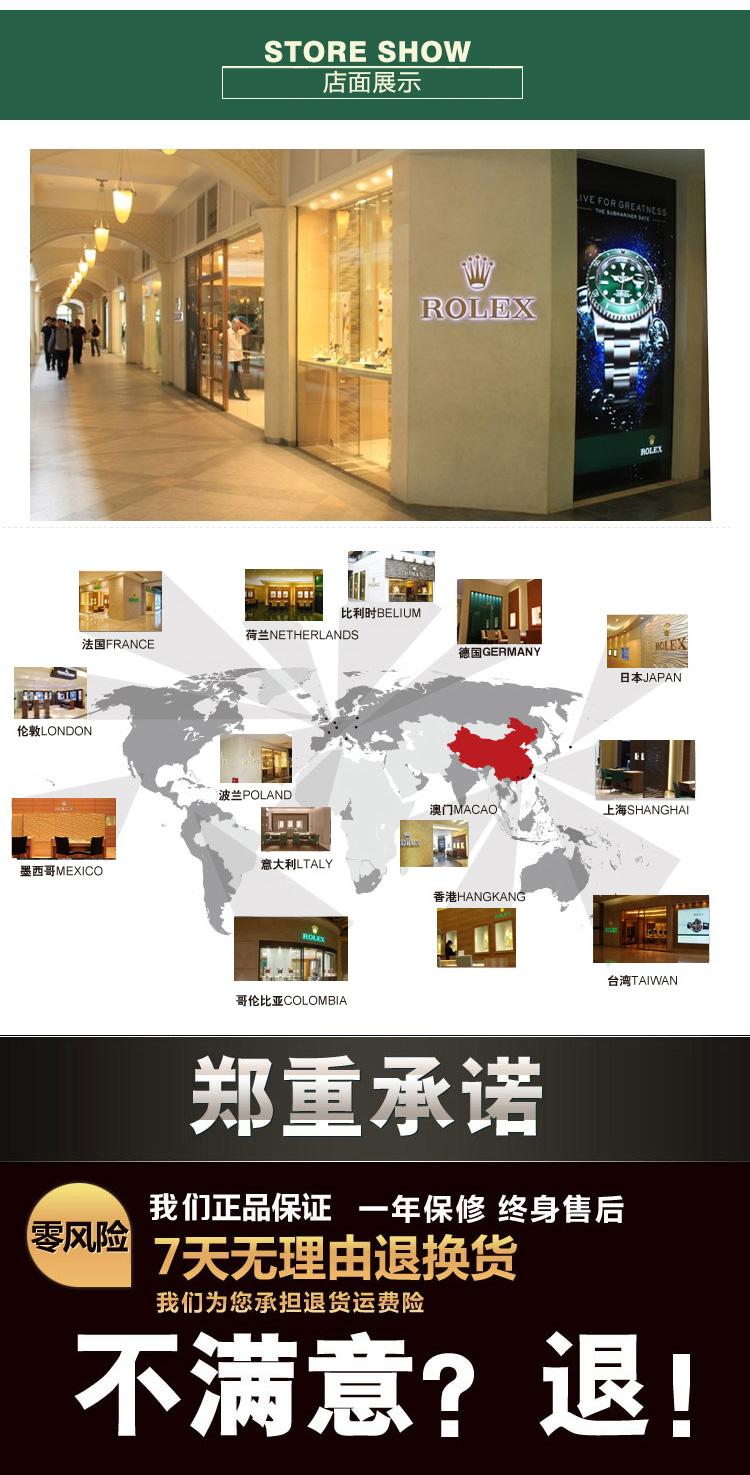 STORE SHOW
店面展示
LIVE FOR GREATNESS
THE SUBMARINER DATE
ROLEX
ROLEX
比利时BELIUM
法国FRANCE
荷兰NETHERLANDS
德国GERMANY
ROLEX
日本JAPAN
伦敦LONDON
波兰POLAND
澳门MACAO
上海SHANGHAI
墨西哥MEXICO
意大利LTALY
香港HANGKANG
ROLEX
台湾TAIWAN
哥伦比亚COLOMBIA
郑重承诺
零风险
我们正品保证 一年保修 终身售后
7天无理由退换货
我们为您承担退货运费险
不满意? 退!